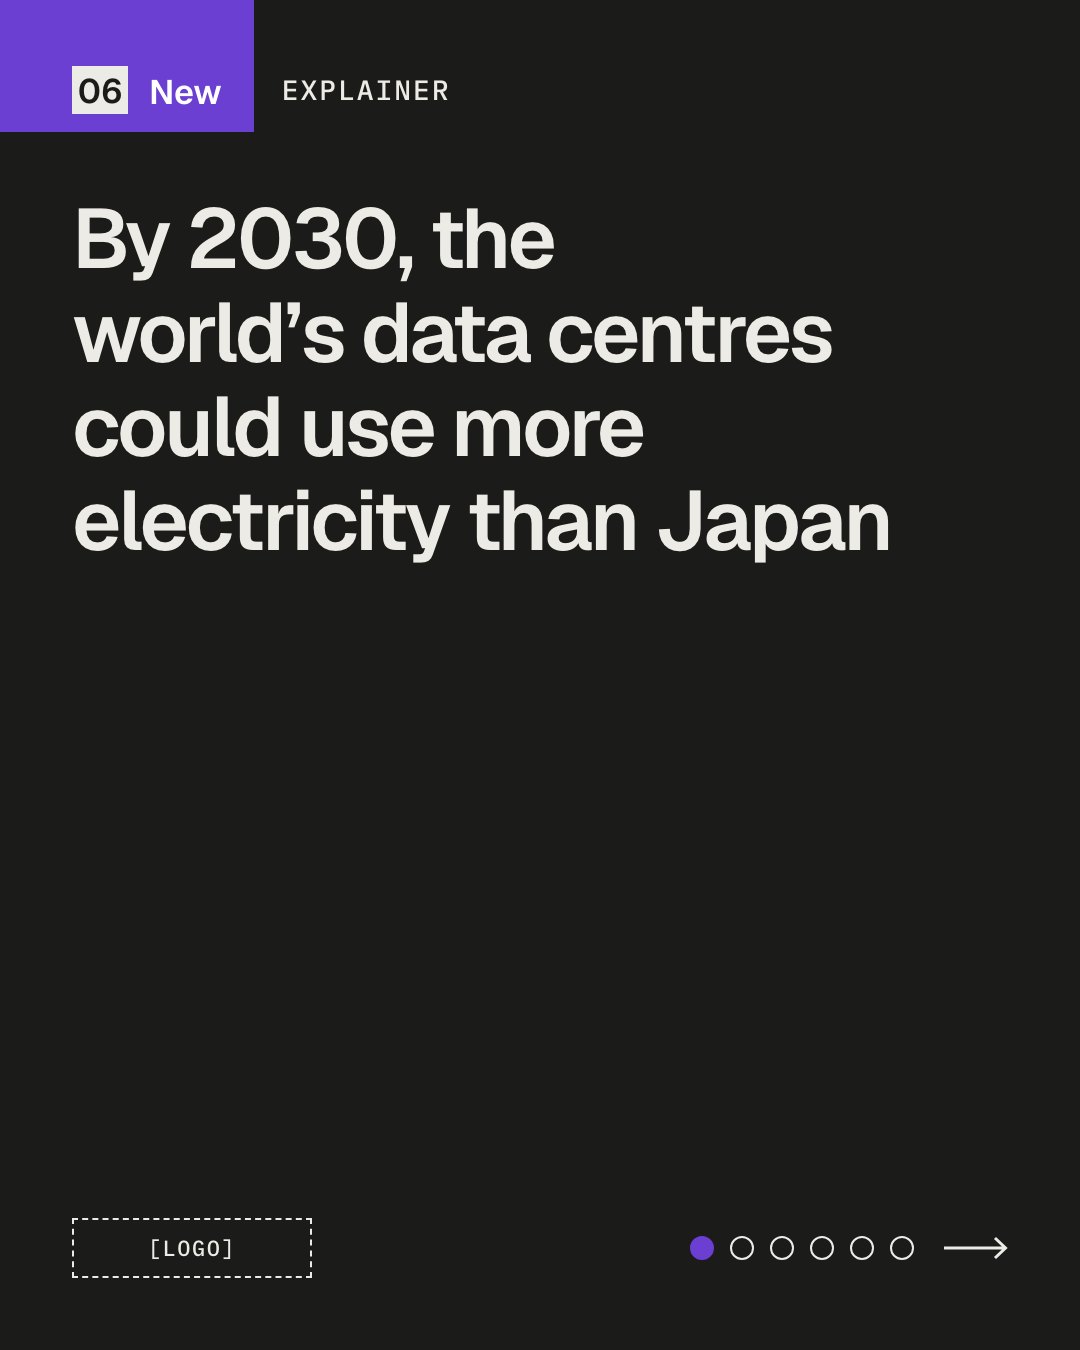 06 New EXPLAINER
By 2030, the
world’s data centres
could use more
electricity than Japan
[LOGO]